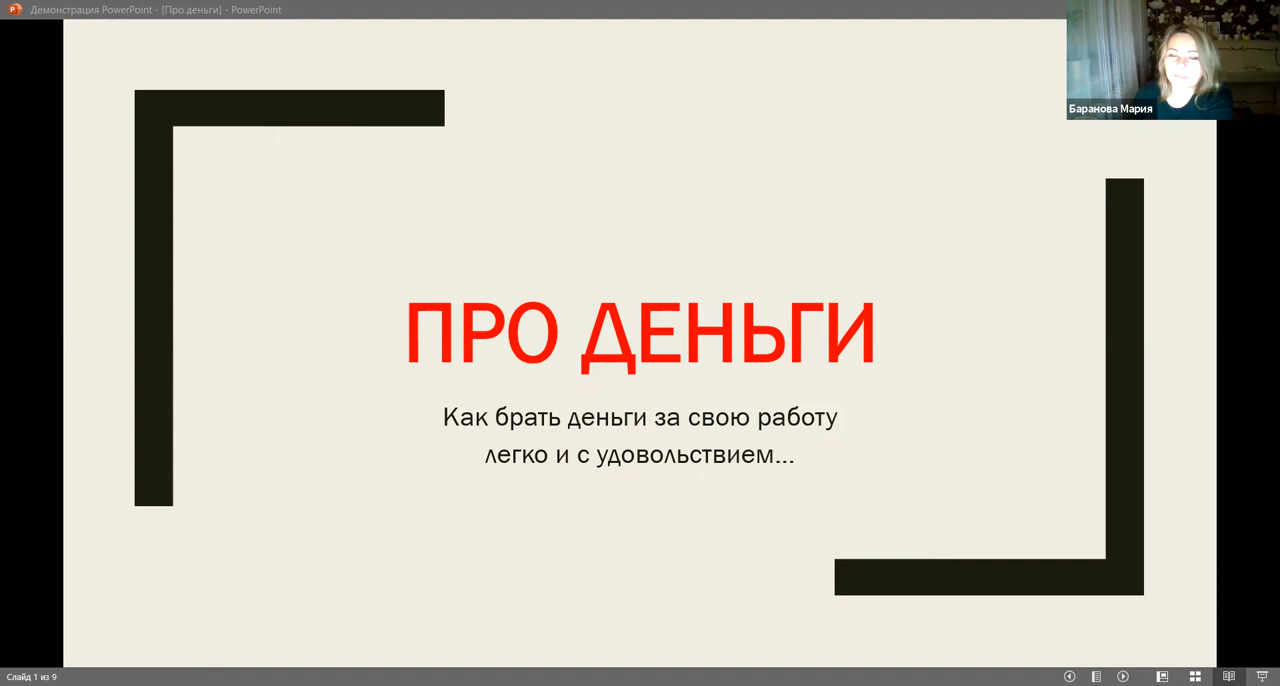 Демонстрация PowerPoint - [Про деньги] - PowerPoint
Баранова Мария
ПРО ДЕНЬГИ
Как брать деньги за свою работу
легко и с удовольствием...
Слайд 1 из 9